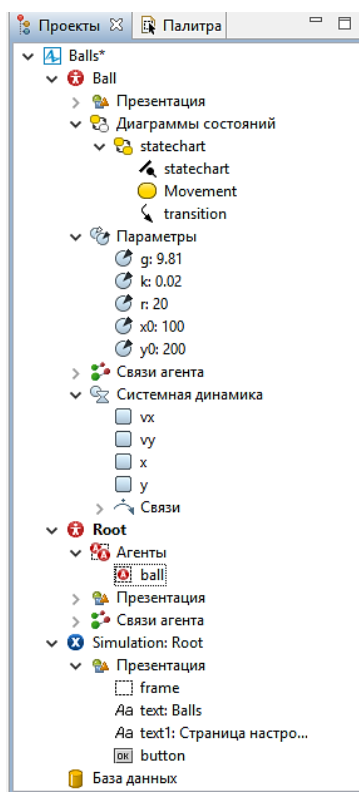 Проекты Палитра
Balls*
Ball
Презентация
Диаграммы состояний
statechart
statechart
Movement
transition
Параметры
g: 9.81
k: 0.02
r: 20
x0: 100
y0: 200
Связи агента
Системная динамика
vx
vy
x
y
Связи
Root
Агенты
ball
Презентация
Связи агента
Simulation: Root
Презентация
frame
Aa text: Balls
Aa text1: Страница настро...
OK button
База данных